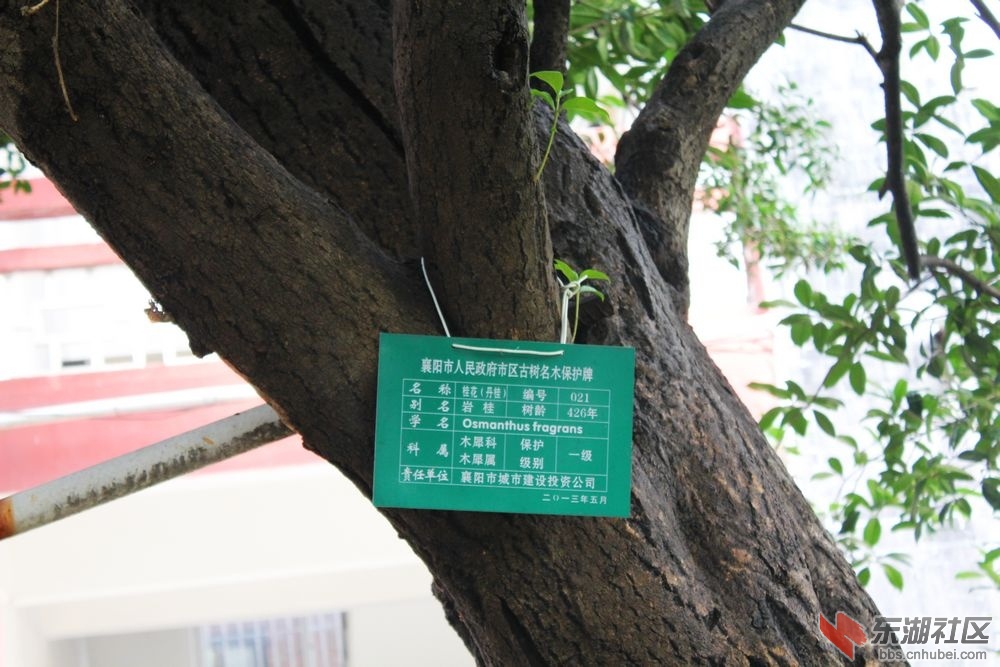 襄阳市人民政府市区古树名木保护牌
名 称 桂花（丹桂） 编号 021
别 名 岩 桂 树龄 426年
学 名 Osmanthus fragrans
科 属 木犀科 木犀属 保护级别 一级
责任单位 襄阳市城市建设投资公司
二〇一三年五月
东湖社区
bbs.cnhubei.com